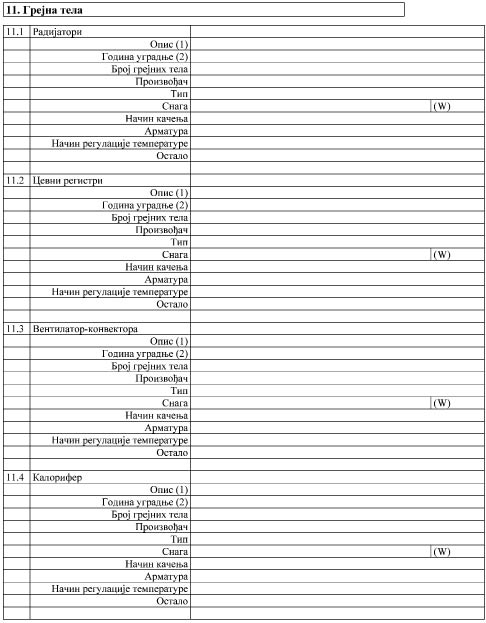 11. Грејна тела
11.1 Радијатори
Опис (1)
Година уградње (2)
Број грејних тела
Произвођач
Тип
Снага (W)
Начин качења
Арматура
Начин регулације температуре
Остало
11.2 Цевни регистри
Опис (1)
Година уградње (2)
Број грејних тела
Произвођач
Тип
Снага (W)
Начин качења
Арматура
Начин регулације температуре
Остало
11.3 Вентилатор-конвектора
Опис (1)
Година уградње (2)
Број грејних тела
Произвођач
Тип
Снага (W)
Начин качења
Арматура
Начин регулације температуре
Остало
11.4 Калорифер
Опис (1)
Година уградње (2)
Број грејних тела
Произвођач
Тип
Снага (W)
Начин качења
Арматура
Начин регулације температуре
Остало